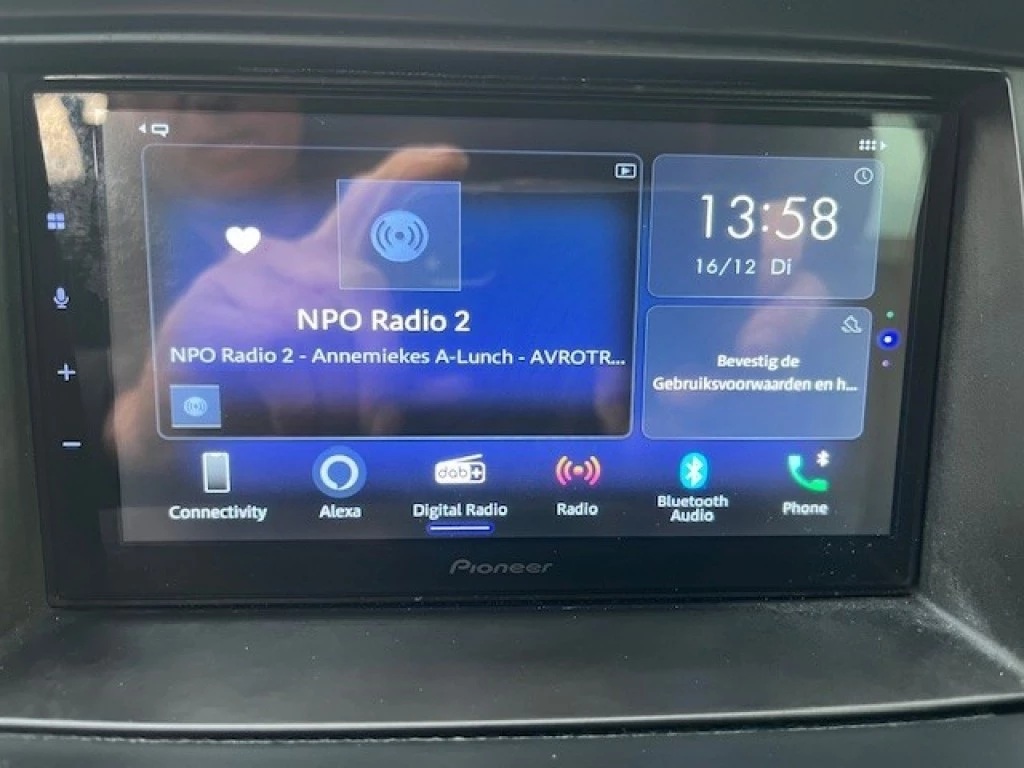 NPO Radio 2
NPO Radio 2 - Annemiekes A-Lunch - AVROTR...
13:58
16/12 Di
Bevestig de
Gebruiksvoorwaarden en h...
Connectivity
Alexa
dab+
Digital Radio
Radio
Bluetooth
Audio
Phone
Pioneer